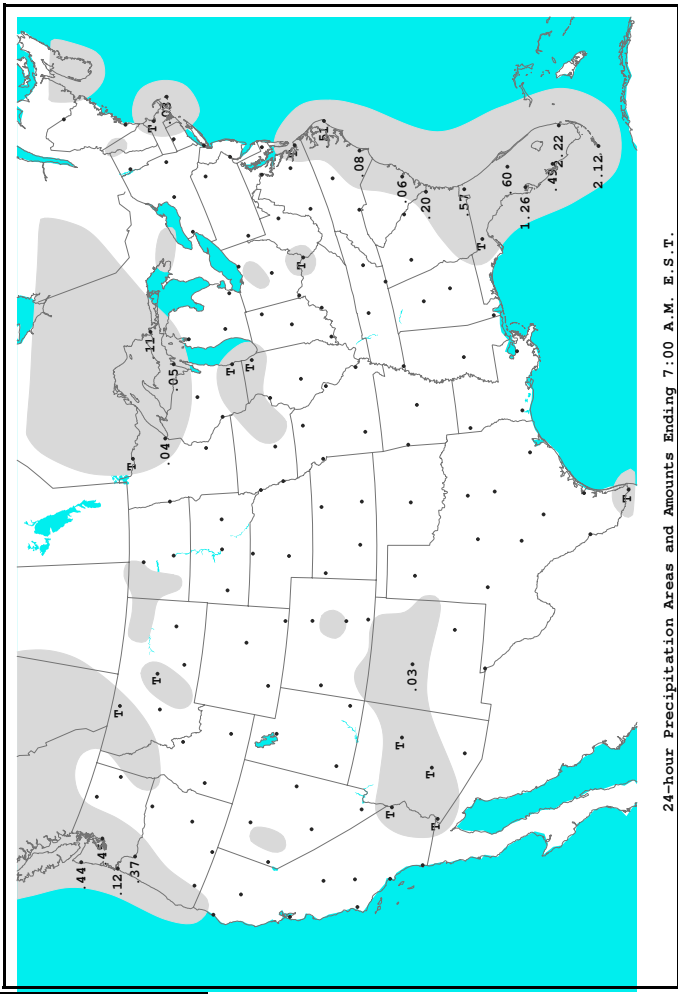 24-hour Precipitation Areas and Amounts Ending 7:00 A.M. E.S.T.
.03
T
.51
.08
.06
.20
.57
T
.60
1.26
.49
2.22
2.12
T
.11
.05
T
T
.04
T
T
T
T
.03
T
T
T
T
.44
.12
.37